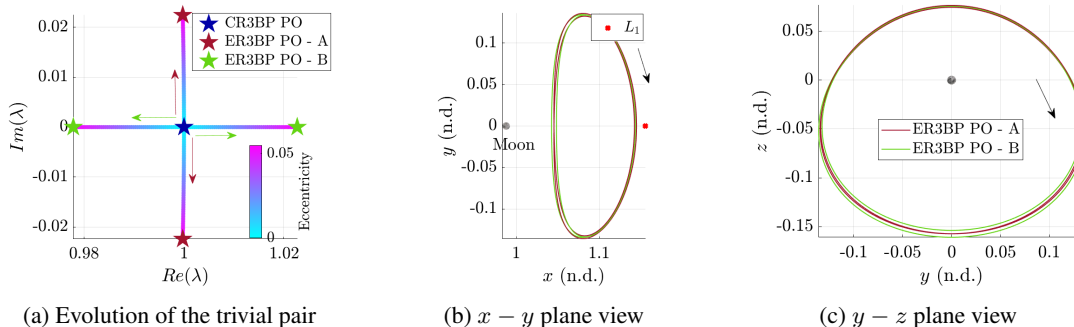 0.02
0.01
0
-0.01
-0.02
Im(λ)
0.98
1
1.02
Re(λ)
CR3BP PO
ER3BP PO - A
ER3BP PO - B
0.05
0
Eccentricity
(a) Evolution of the trivial pair
0.1
0.05
0
-0.05
-0.1
y (n.d.)
L₁
Moon
1
1.1
x (n.d.)
(b) x − y plane view
0.05
0
-0.05
-0.1
-0.15
z (n.d.)
ER3BP PO - A
ER3BP PO - B
-0.1
-0.05
0
0.05
0.1
y (n.d.)
(c) y − z plane view